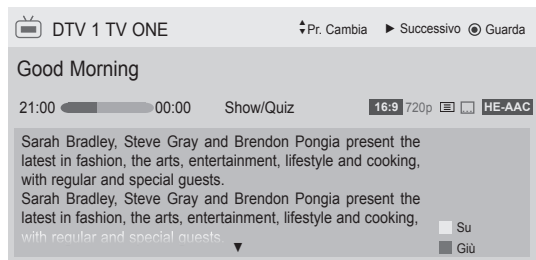 DTV 1 TV ONE Pr. Cambia Successivo Guarda
Good Morning
21:00 00:00 Show/Quiz 16:9 720p HE-AAC
Sarah Bradley, Steve Gray and Brendon Pongia present the
latest in fashion, the arts, entertainment, lifestyle and cooking,
with regular and special guests.
Sarah Bradley, Steve Gray and Brendon Pongia present the
latest in fashion, the arts, entertainment, lifestyle and cooking,
with regular and special guests.
Su
Giù